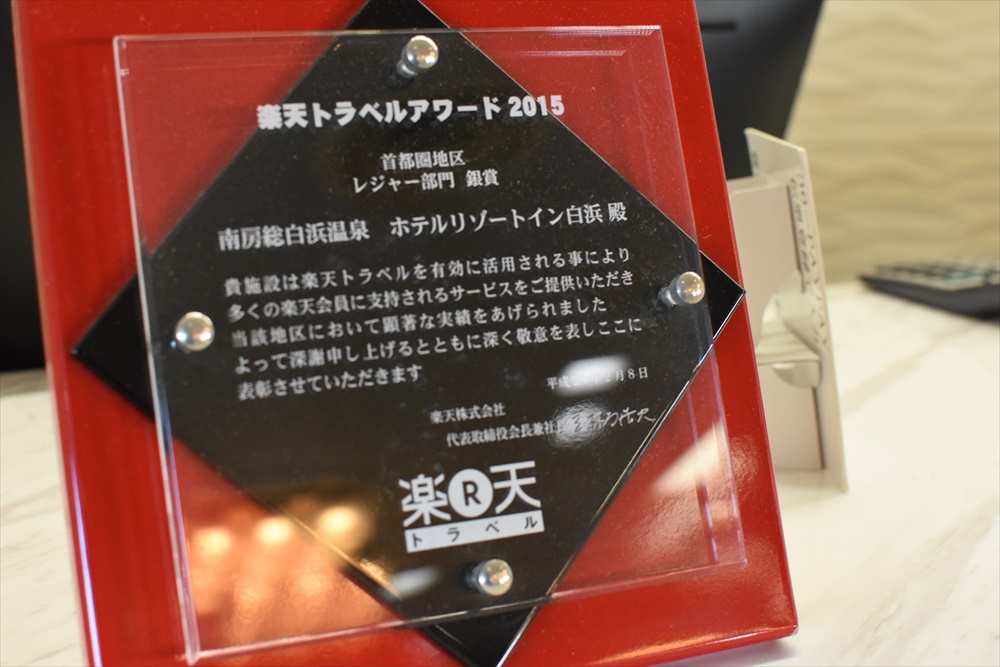 楽天トラベルアワード2015
首都圏地区
レジャー部門 銀賞
南房総白浜温泉 ホテルリゾートイン白浜 殿
貴施設は楽天トラベルを有効に活用される事により
多くの楽天会員に支持されるサービスをご提供いただき
当該地区において顕著な実績をあげられました
よって深謝申し上げるとともに深く敬意を表しここに
表彰させていただきます
平成 月8日
楽天株式会社
代表取締役会長兼社長
楽R天
トラベル